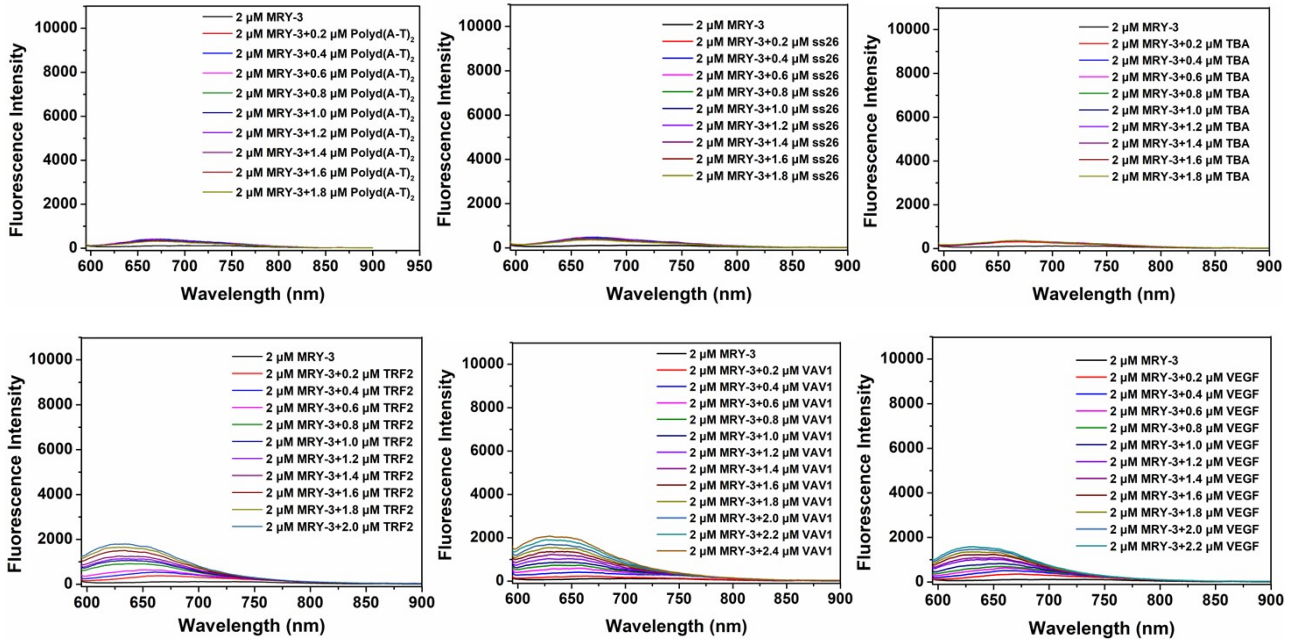 Fluorescence Intensity
10000
8000
6000
4000
2000
0
2 µM MRY-3
2 µM MRY-3+0.2 µM Polyd(A-T)₂
2 µM MRY-3+0.4 µM Polyd(A-T)₂
2 µM MRY-3+0.6 µM Polyd(A-T)₂
2 µM MRY-3+0.8 µM Polyd(A-T)₂
2 µM MRY-3+1.0 µM Polyd(A-T)₂
2 µM MRY-3+1.2 µM Polyd(A-T)₂
2 µM MRY-3+1.4 µM Polyd(A-T)₂
2 µM MRY-3+1.6 µM Polyd(A-T)₂
2 µM MRY-3+1.8 µM Polyd(A-T)₂
600 650 700 750 800 850 900 950
Wavelength (nm)
Fluorescence Intensity
10000
8000
6000
4000
2000
0
2 µM MRY-3
2 µM MRY-3+0.2 µM ss26
2 µM MRY-3+0.4 µM ss26
2 µM MRY-3+0.6 µM ss26
2 µM MRY-3+0.8 µM ss26
2 µM MRY-3+1.0 µM ss26
2 µM MRY-3+1.2 µM ss26
2 µM MRY-3+1.4 µM ss26
2 µM MRY-3+1.6 µM ss26
2 µM MRY-3+1.8 µM ss26
600 650 700 750 800 850 900
Wavelength (nm)
Fluorescence Intensity
10000
8000
6000
4000
2000
0
2 µM MRY-3
2 µM MRY-3+0.2 µM TBA
2 µM MRY-3+0.4 µM TBA
2 µM MRY-3+0.6 µM TBA
2 µM MRY-3+0.8 µM TBA
2 µM MRY-3+1.0 µM TBA
2 µM MRY-3+1.2 µM TBA
2 µM MRY-3+1.4 µM TBA
2 µM MRY-3+1.6 µM TBA
2 µM MRY-3+1.8 µM TBA
600 650 700 750 800 850 900
Wavelength (nm)
Fluorescence Intensity
10000
8000
6000
4000
2000
0
2 µM MRY-3
2 µM MRY-3+0.2 µM TRF2
2 µM MRY-3+0.4 µM TRF2
2 µM MRY-3+0.6 µM TRF2
2 µM MRY-3+0.8 µM TRF2
2 µM MRY-3+1.0 µM TRF2
2 µM MRY-3+1.2 µM TRF2
2 µM MRY-3+1.4 µM TRF2
2 µM MRY-3+1.6 µM TRF2
2 µM MRY-3+1.8 µM TRF2
2 µM MRY-3+2.0 µM TRF2
600 650 700 750 800 850 900
Wavelength (nm)
Fluorescence Intensity
10000
8000
6000
4000
2000
0
2 µM MRY-3
2 µM MRY-3+0.2 µM VAV1
2 µM MRY-3+0.4 µM VAV1
2 µM MRY-3+0.6 µM VAV1
2 µM MRY-3+0.8 µM VAV1
2 µM MRY-3+1.0 µM VAV1
2 µM MRY-3+1.2 µM VAV1
2 µM MRY-3+1.4 µM VAV1
2 µM MRY-3+1.6 µM VAV1
2 µM MRY-3+1.8 µM VAV1
2 µM MRY-3+2.0 µM VAV1
2 µM MRY-3+2.2 µM VAV1
2 µM MRY-3+2.4 µM VAV1
600 650 700 750 800 850 900
Wavelength (nm)
Fluorescence Intensity
10000
8000
6000
4000
2000
0
2 µM MRY-3
2 µM MRY-3+0.2 µM VEGF
2 µM MRY-3+0.4 µM VEGF
2 µM MRY-3+0.6 µM VEGF
2 µM MRY-3+0.8 µM VEGF
2 µM MRY-3+1.0 µM VEGF
2 µM MRY-3+1.2 µM VEGF
2 µM MRY-3+1.4 µM VEGF
2 µM MRY-3+1.6 µM VEGF
2 µM MRY-3+1.8 µM VEGF
2 µM MRY-3+2.0 µM VEGF
2 µM MRY-3+2.2 µM VEGF
600 650 700 750 800 850 900
Wavelength (nm)